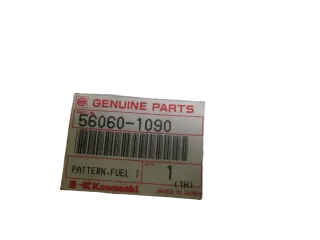 GENUINE PARTS
56060-1090
PATTERN,FUEL T
1
(1H)
Kawasaki
MADE IN JAPAN